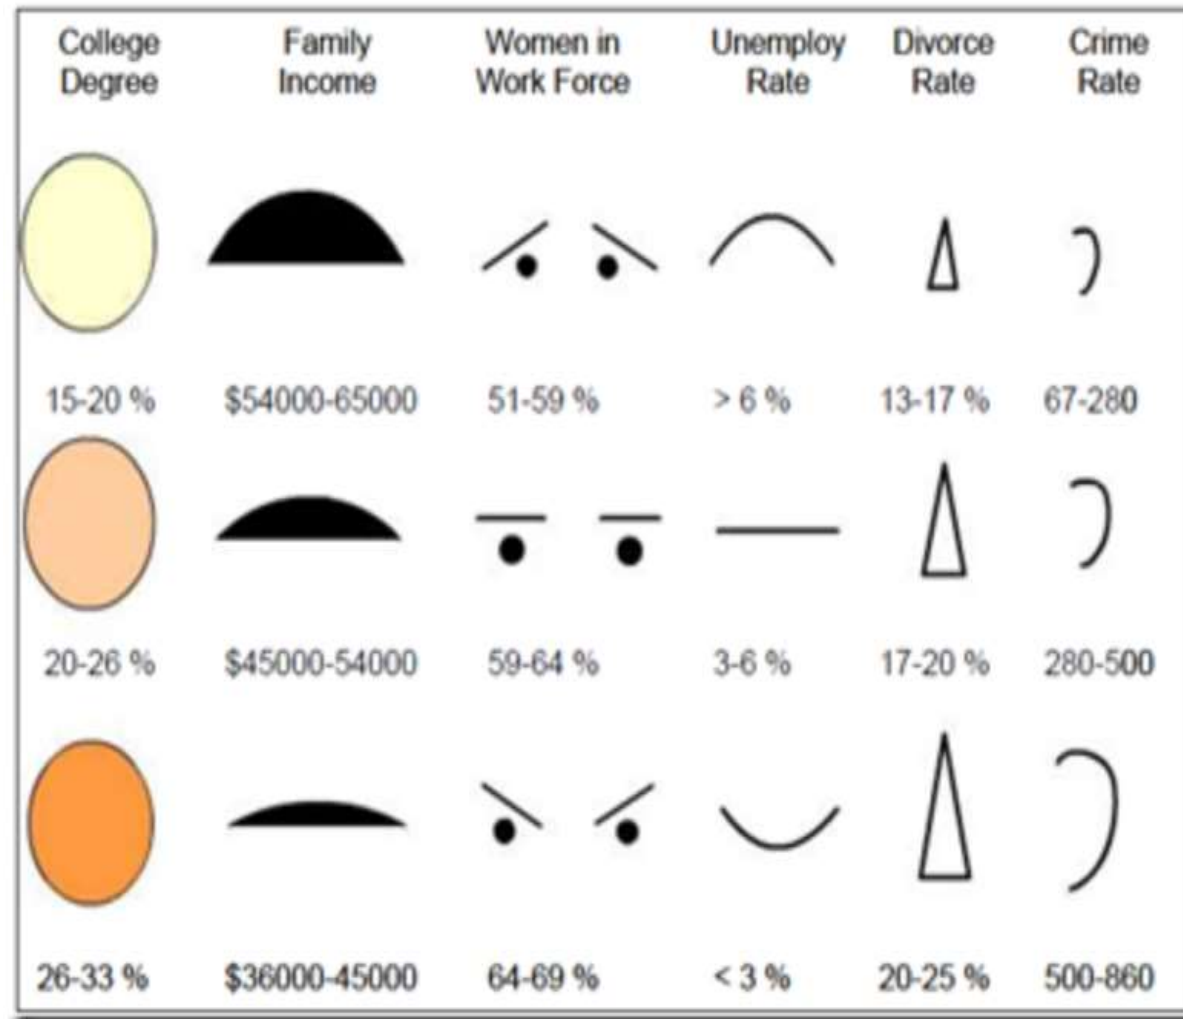 College Family Women in Unemploy Divorce Crime
Degree Income Work Force Rate Rate Rate
15-20 % $54000-65000 51-59 % > 6 % 13-17 % 67-280
20-26 % $45000-54000 59-64 % 3-6 % 17-20 % 280-500
26-33 % $36000-45000 64-69 % < 3 % 20-25 % 500-860